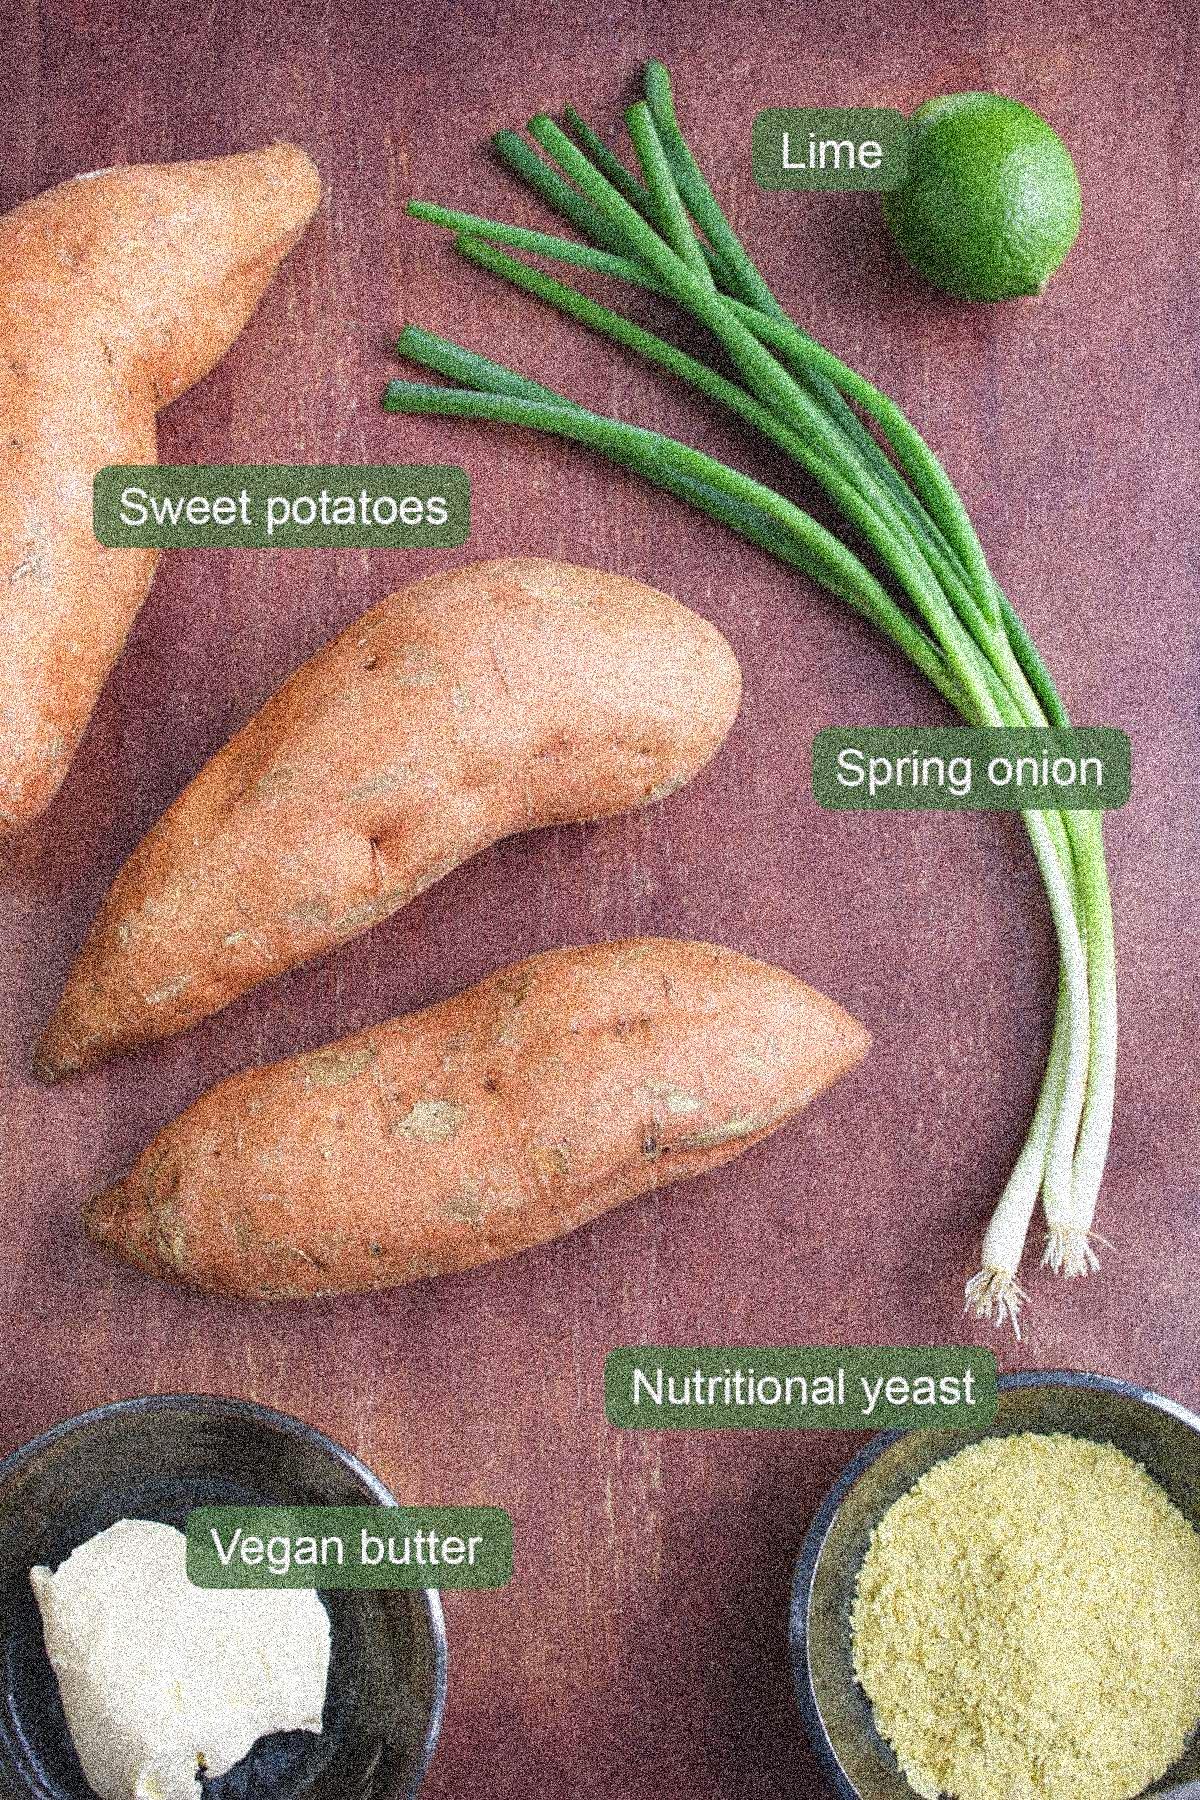 Lime
Sweet potatoes
Spring onion
Nutritional yeast
Vegan butter